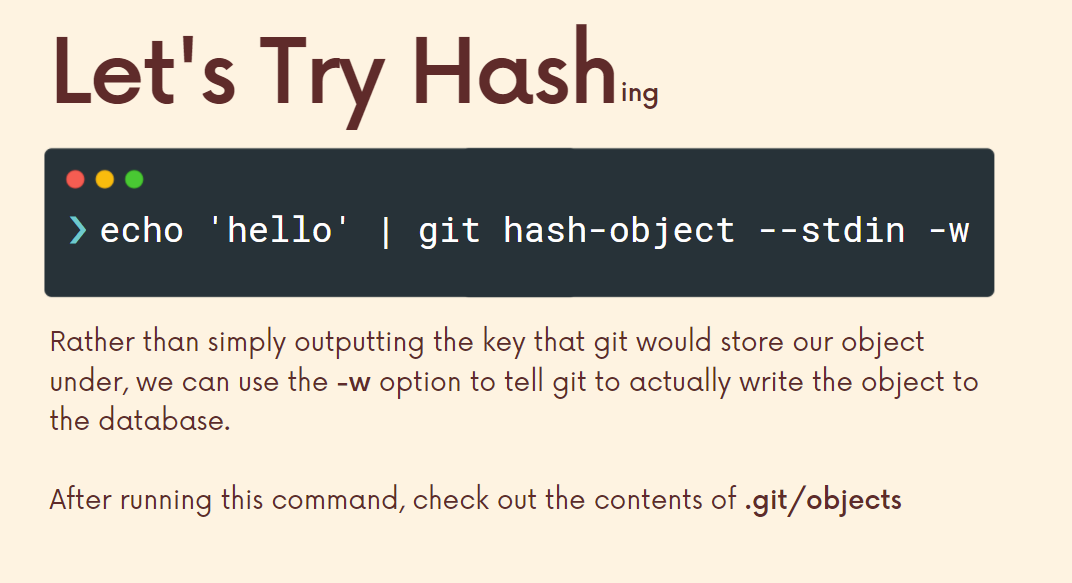 Let's Try Hashing
❯ echo 'hello' | git hash-object --stdin -w
Rather than simply outputting the key that git would store our object
under, we can use the -w option to tell git to actually write the object to
the database.
After running this command, check out the contents of .git/objects